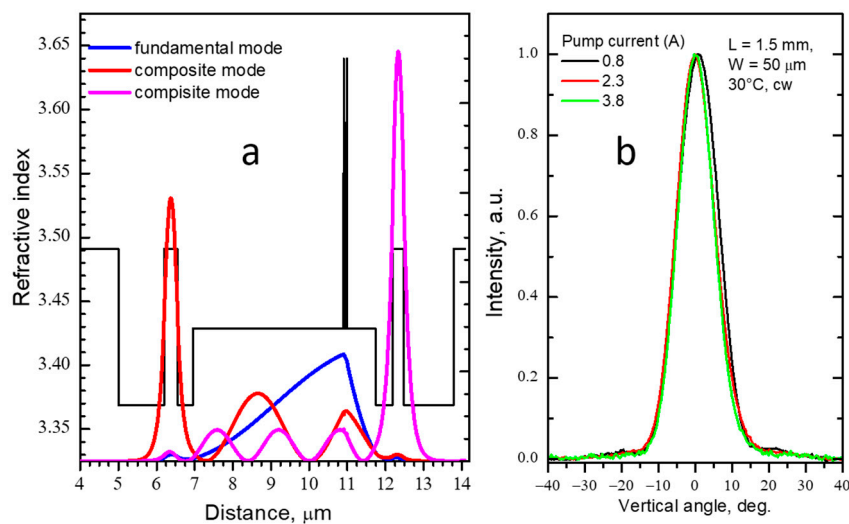 3.65
3.60
3.55
3.50
3.45
3.40
3.35
Refractive index
fundamental mode
composite mode
compisite mode
a
4 5 6 7 8 9 10 11 12 13 14
Distance, μm
1.0
0.8
0.6
0.4
0.2
0.0
Intensity, a.u.
Pump current (A)
0.8
2.3
3.8
L = 1.5 mm,
W = 50 μm
30°C, cw
b
−40 −30 −20 −10 0 10 20 30 40
Vertical angle, deg.